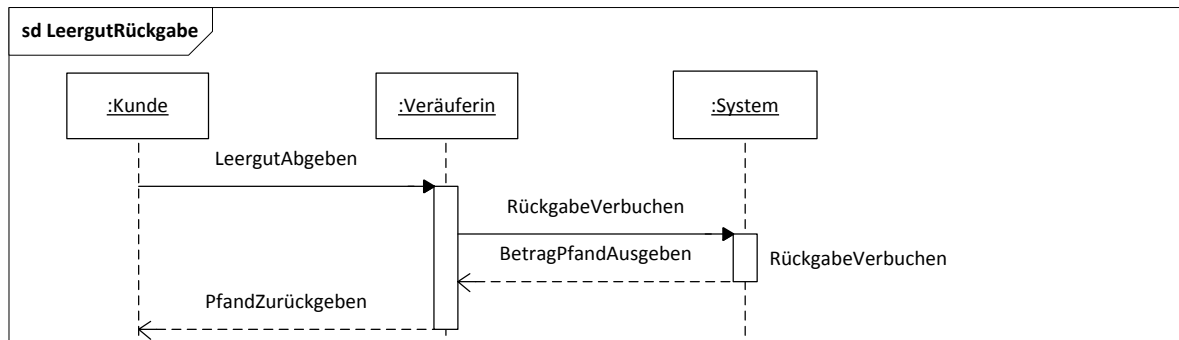 sd LeergutRückgabe
:Kunde
:Veräuferin
:System
LeergutAbgeben
RückgabeVerbuchen
BetragPfandAusgeben
RückgabeVerbuchen
PfandZurückgeben